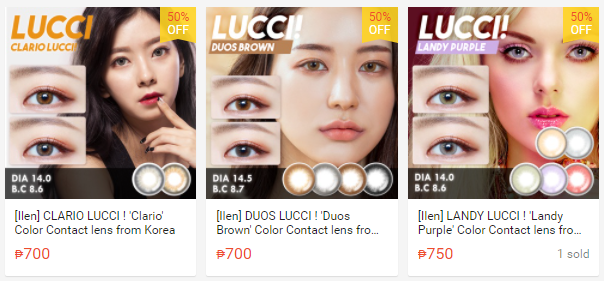 LUCCI
CLARIO LUCCI
50%
OFF
DIA 14.0
B.C 8.6
[Ilen] CLARIO LUCCI ! 'Clario'
Color Contact lens from Korea
₱700
LUCCI!
DUOS BROWN
50%
OFF
DIA 14.5
B.C 8.7
[Ilen] DUOS LUCCI ! 'Duos
Brown' Color Contact lens fro...
₱700
LUCCI!
LANDY PURPLE
50%
OFF
DIA 14.0
B.C 8.6
[Ilen] LANDY LUCCI ! 'Landy
Purple' Color Contact lens fro...
₱750
1 sold